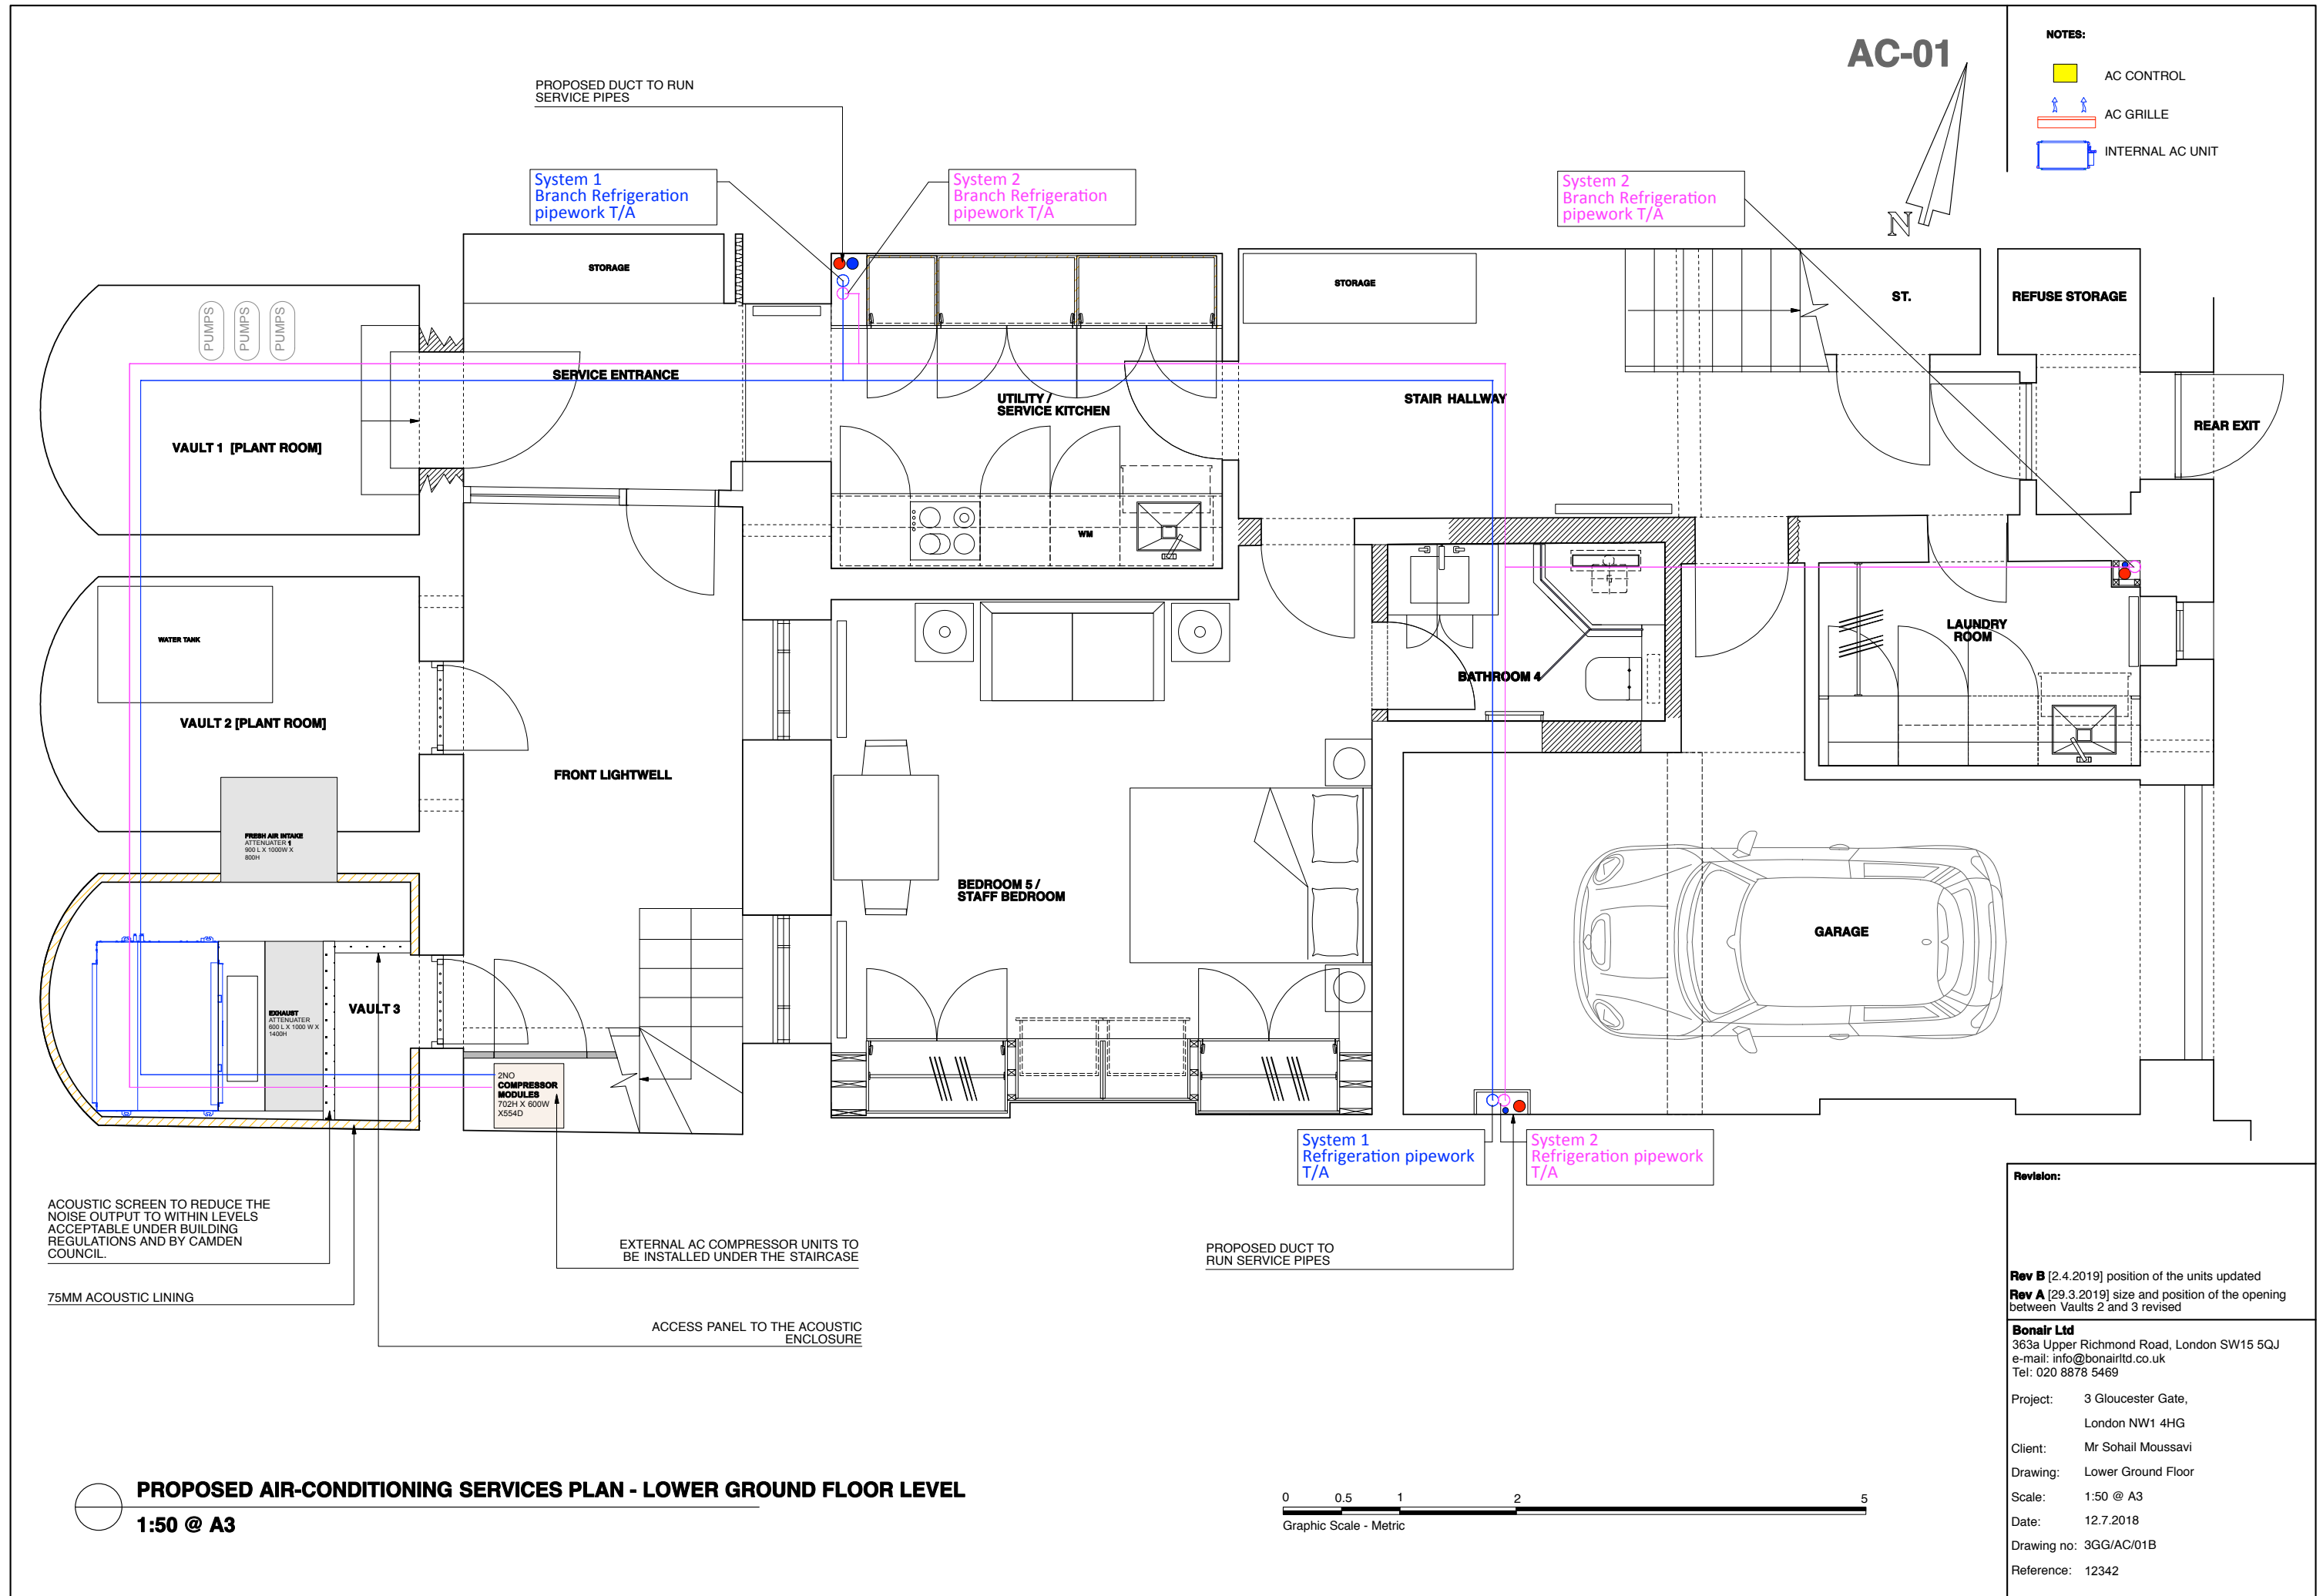 AC-01
NOTES:
AC CONTROL
AC GRILLE
INTERNAL AC UNIT
PROPOSED DUCT TO RUN
SERVICE PIPES
System 1
Branch Refrigeration
pipework T/A
System 2
Branch Refrigeration
pipework T/A
System 2
Branch Refrigeration
pipework T/A
N
STORAGE
STORAGE
ST.
REFUSE STORAGE
PUMPS
PUMPS
PUMPS
SERVICE ENTRANCE
UTILITY /
SERVICE KITCHEN
STAIR HALLWAY
REAR EXIT
VAULT 1 [PLANT ROOM]
WM
WATER TANK
LAUNDRY
ROOM
BATHROOM 4
VAULT 2 [PLANT ROOM]
FRONT LIGHTWELL
FRESH AIR INTAKE
ATTENUATER 1
900 L X 1000W X
800H
BEDROOM 5 /
STAFF BEDROOM
GARAGE
EXHAUST
ATTENUATER
600 L X 1000 W X
1400H
VAULT 3
2NO
COMPRESSOR
MODULES
702H X 600W
X554D
System 1
Refrigeration pipework
T/A
System 2
Refrigeration pipework
T/A
ACOUSTIC SCREEN TO REDUCE THE
NOISE OUTPUT TO WITHIN LEVELS
ACCEPTABLE UNDER BUILDING
REGULATIONS AND BY CAMDEN
COUNCIL.
75MM ACOUSTIC LINING
EXTERNAL AC COMPRESSOR UNITS TO
BE INSTALLED UNDER THE STAIRCASE
ACCESS PANEL TO THE ACOUSTIC
ENCLOSURE
PROPOSED DUCT TO
RUN SERVICE PIPES
Revision:
Rev B [2.4.2019] position of the units updated
Rev A [29.3.2019] size and position of the opening
between Vaults 2 and 3 revised
Bonair Ltd
363a Upper Richmond Road, London SW15 5QJ
e-mail: info@bonairltd.co.uk
Tel: 020 8878 5469
Project: 3 Gloucester Gate,
London NW1 4HG
Client: Mr Sohail Moussavi
Drawing: Lower Ground Floor
Scale: 1:50 @ A3
Date: 12.7.2018
Drawing no: 3GG/AC/01B
Reference: 12342
PROPOSED AIR-CONDITIONING SERVICES PLAN - LOWER GROUND FLOOR LEVEL
1:50 @ A3
0 0.5 1 2 5
Graphic Scale - Metric